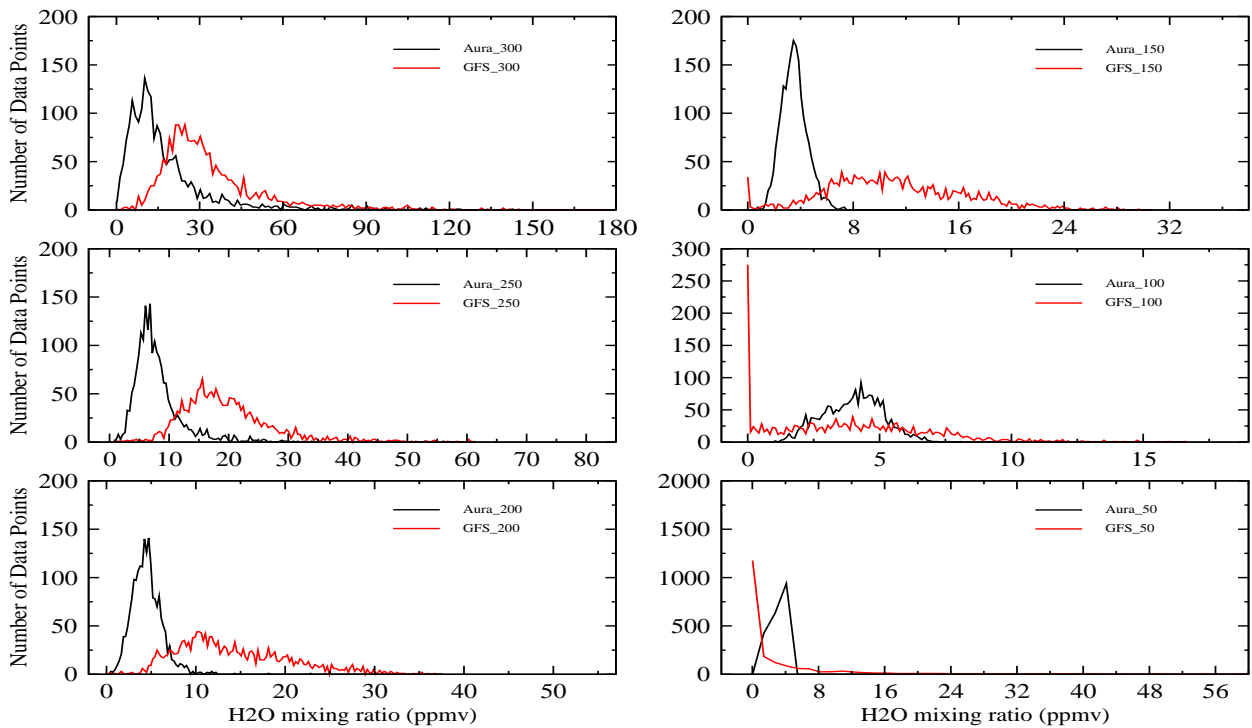 200
150
100
50
0
0 30 60 90 120 150 180
Number of Data Points
Aura_300
GFS_300
200
150
100
50
0
0 8 16 24 32
Aura_150
GFS_150
200
150
100
50
0
0 10 20 30 40 50 60 70 80
Number of Data Points
Aura_250
GFS_250
300
250
200
150
100
50
0
0 5 10 15
Aura_100
GFS_100
200
150
100
50
0
0 10 20 30 40 50
Number of Data Points
H2O mixing ratio (ppmv)
Aura_200
GFS_200
2000
1500
1000
500
0
0 8 16 24 32 40 48 56
H2O mixing ratio (ppmv)
Aura_50
GFS_50